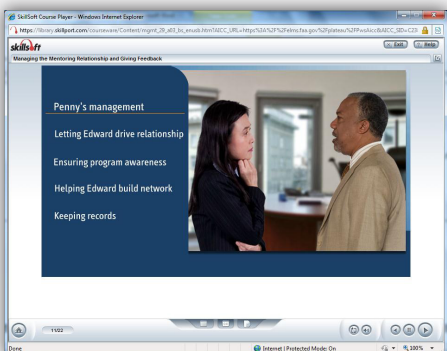 SkillSoft Course Player - Windows Internet Explorer
skillsoft
Exit
Help
Managing the Mentoring Relationship and Giving Feedback
Penny's management
Letting Edward drive relationship
Ensuring program awareness
Helping Edward build network
Keeping records
11/22
Done
Internet | Protected Mode: On
100%